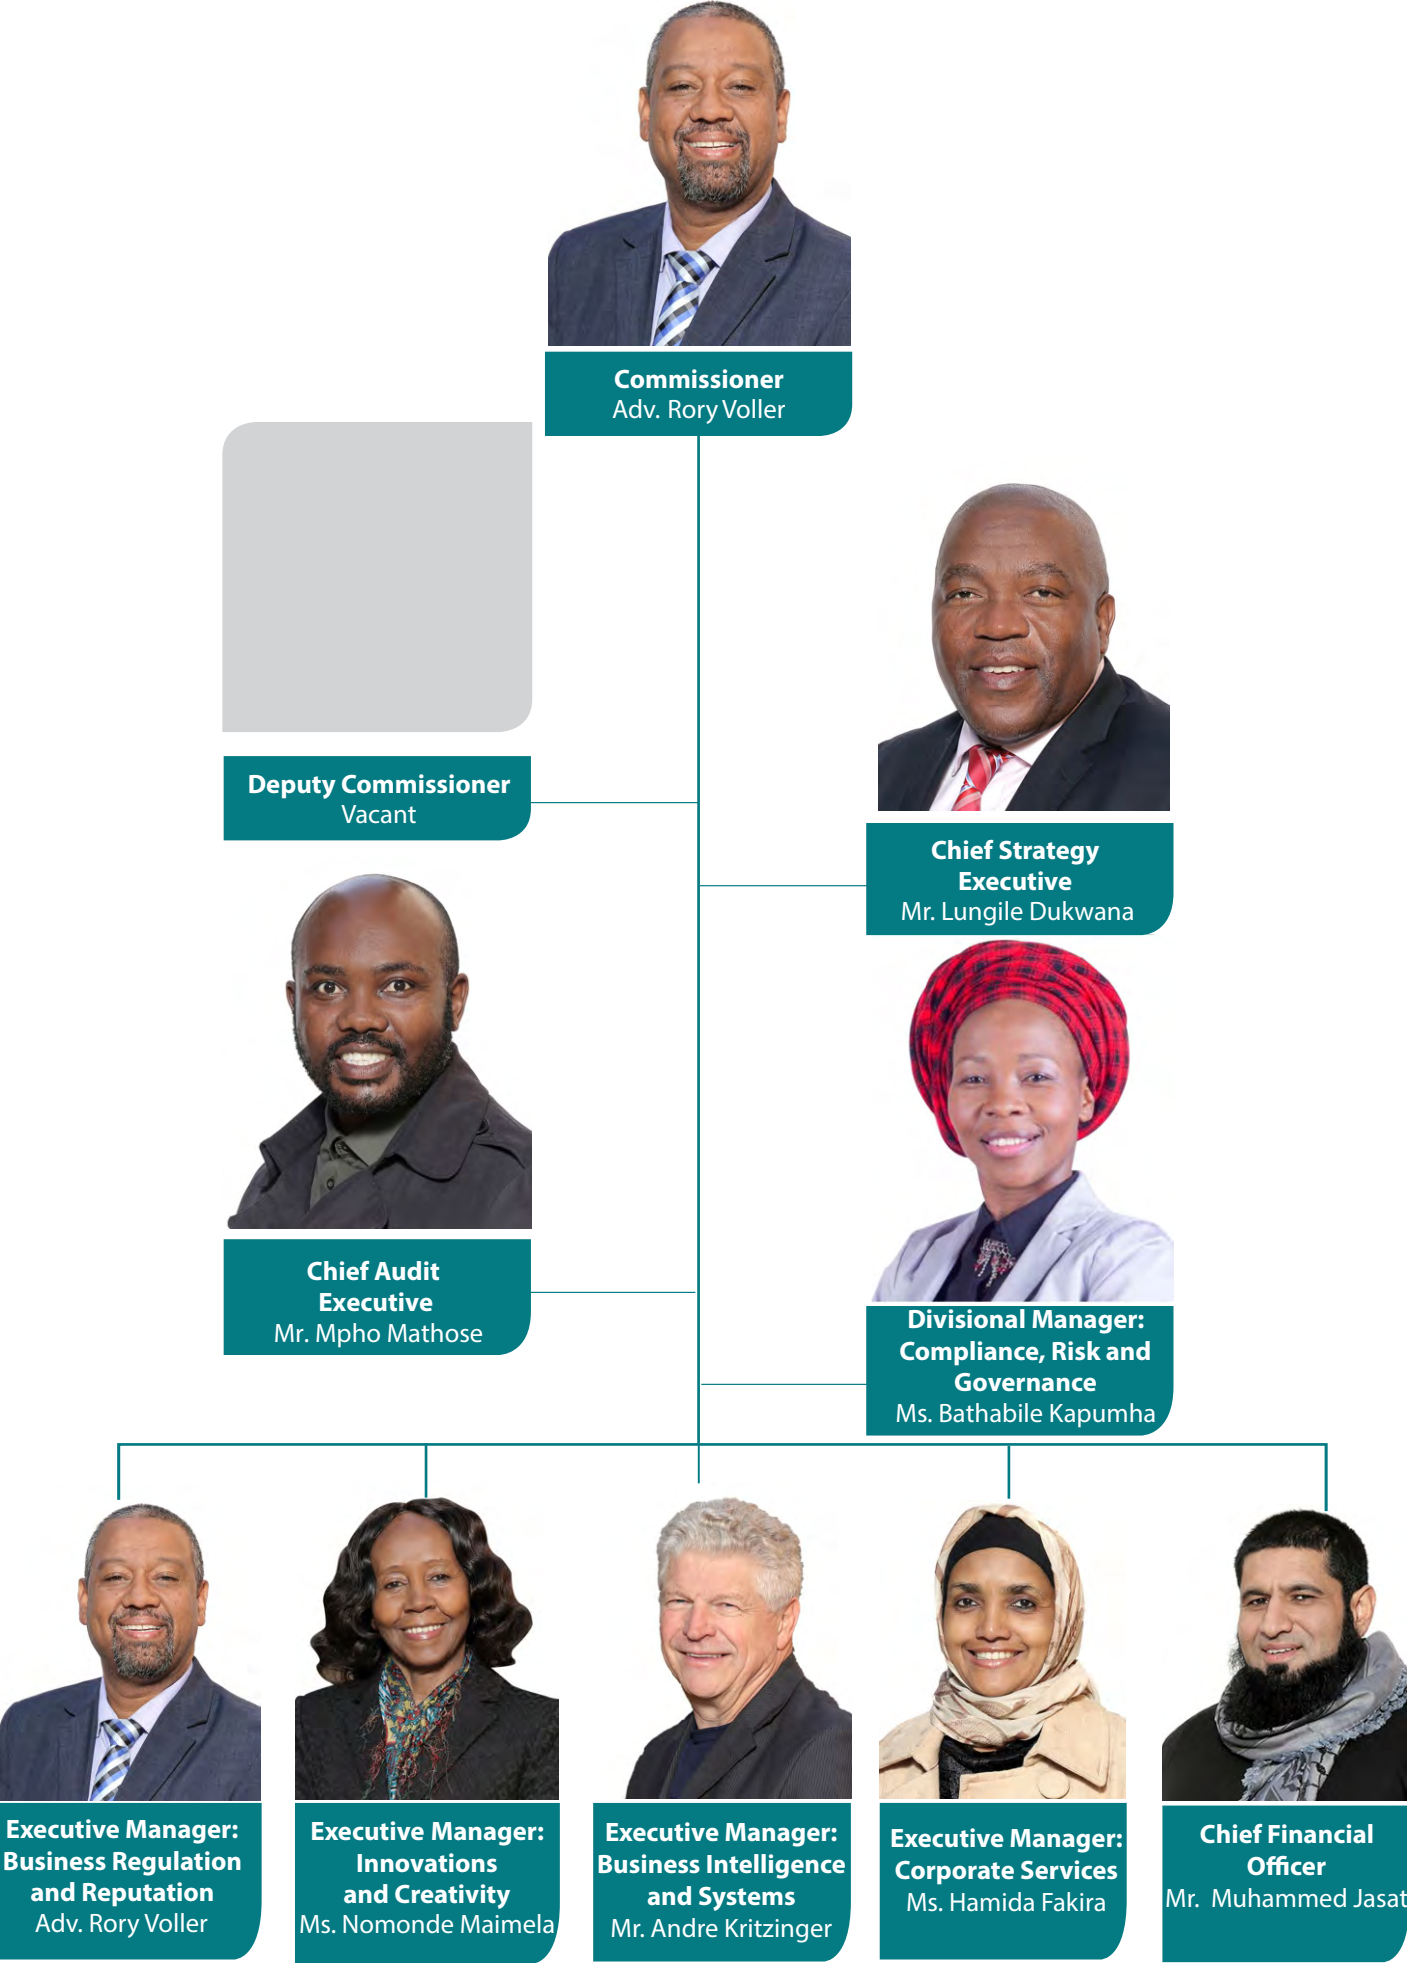 Commissioner
Adv. Rory Voller
Deputy Commissioner
Vacant
Chief Strategy
Executive
Mr. Lungile Dukwana
Chief Audit
Executive
Mr. Mpho Mathose
Divisional Manager:
Compliance, Risk and
Governance
Ms. Bathabile Kapumha
Executive Manager:
Business Regulation
and Reputation
Adv. Rory Voller
Executive Manager:
Innovations
and Creativity
Ms. Nomonde Maimela
Executive Manager:
Business Intelligence
and Systems
Mr. Andre Kritzinger
Executive Manager:
Corporate Services
Ms. Hamida Fakira
Chief Financial
Officer
Mr. Muhammed Jasat